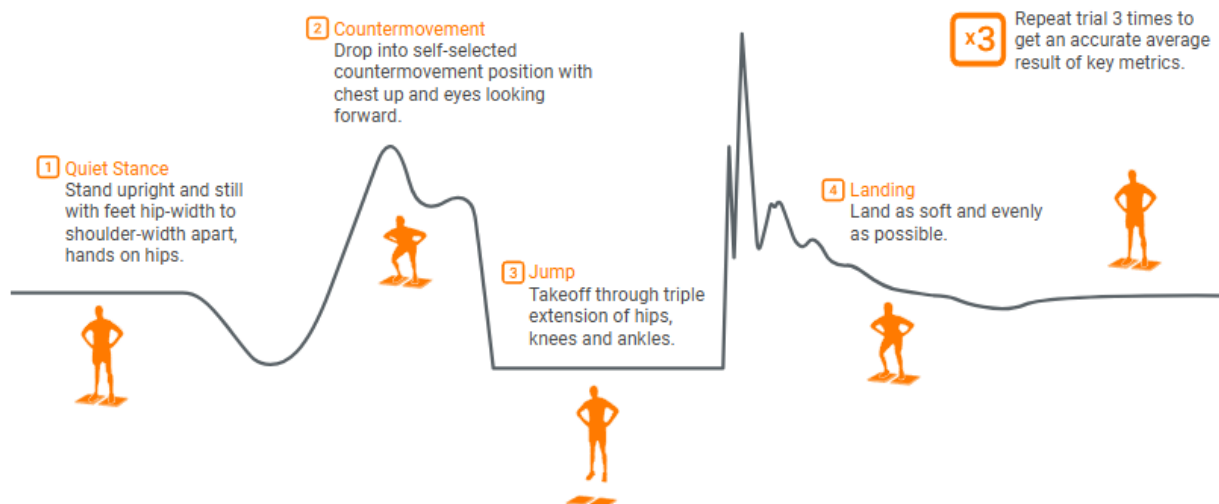 1 Quiet Stance
Stand upright and still
with feet hip-width to
shoulder-width apart,
hands on hips.
2 Countermovement
Drop into self-selected
countermovement position with
chest up and eyes looking
forward.
3 Jump
Takeoff through triple
extension of hips,
knees and ankles.
4 Landing
Land as soft and evenly
as possible.
x3
Repeat trial 3 times to
get an accurate average
result of key metrics.